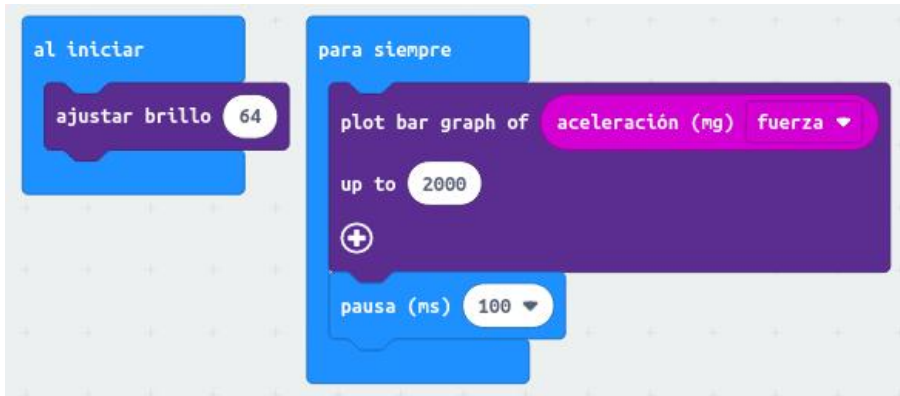 al iniciar
ajustar brillo 64
para siempre
plot bar graph of aceleración (mg) fuerza
up to 2000
pausa (ms) 100